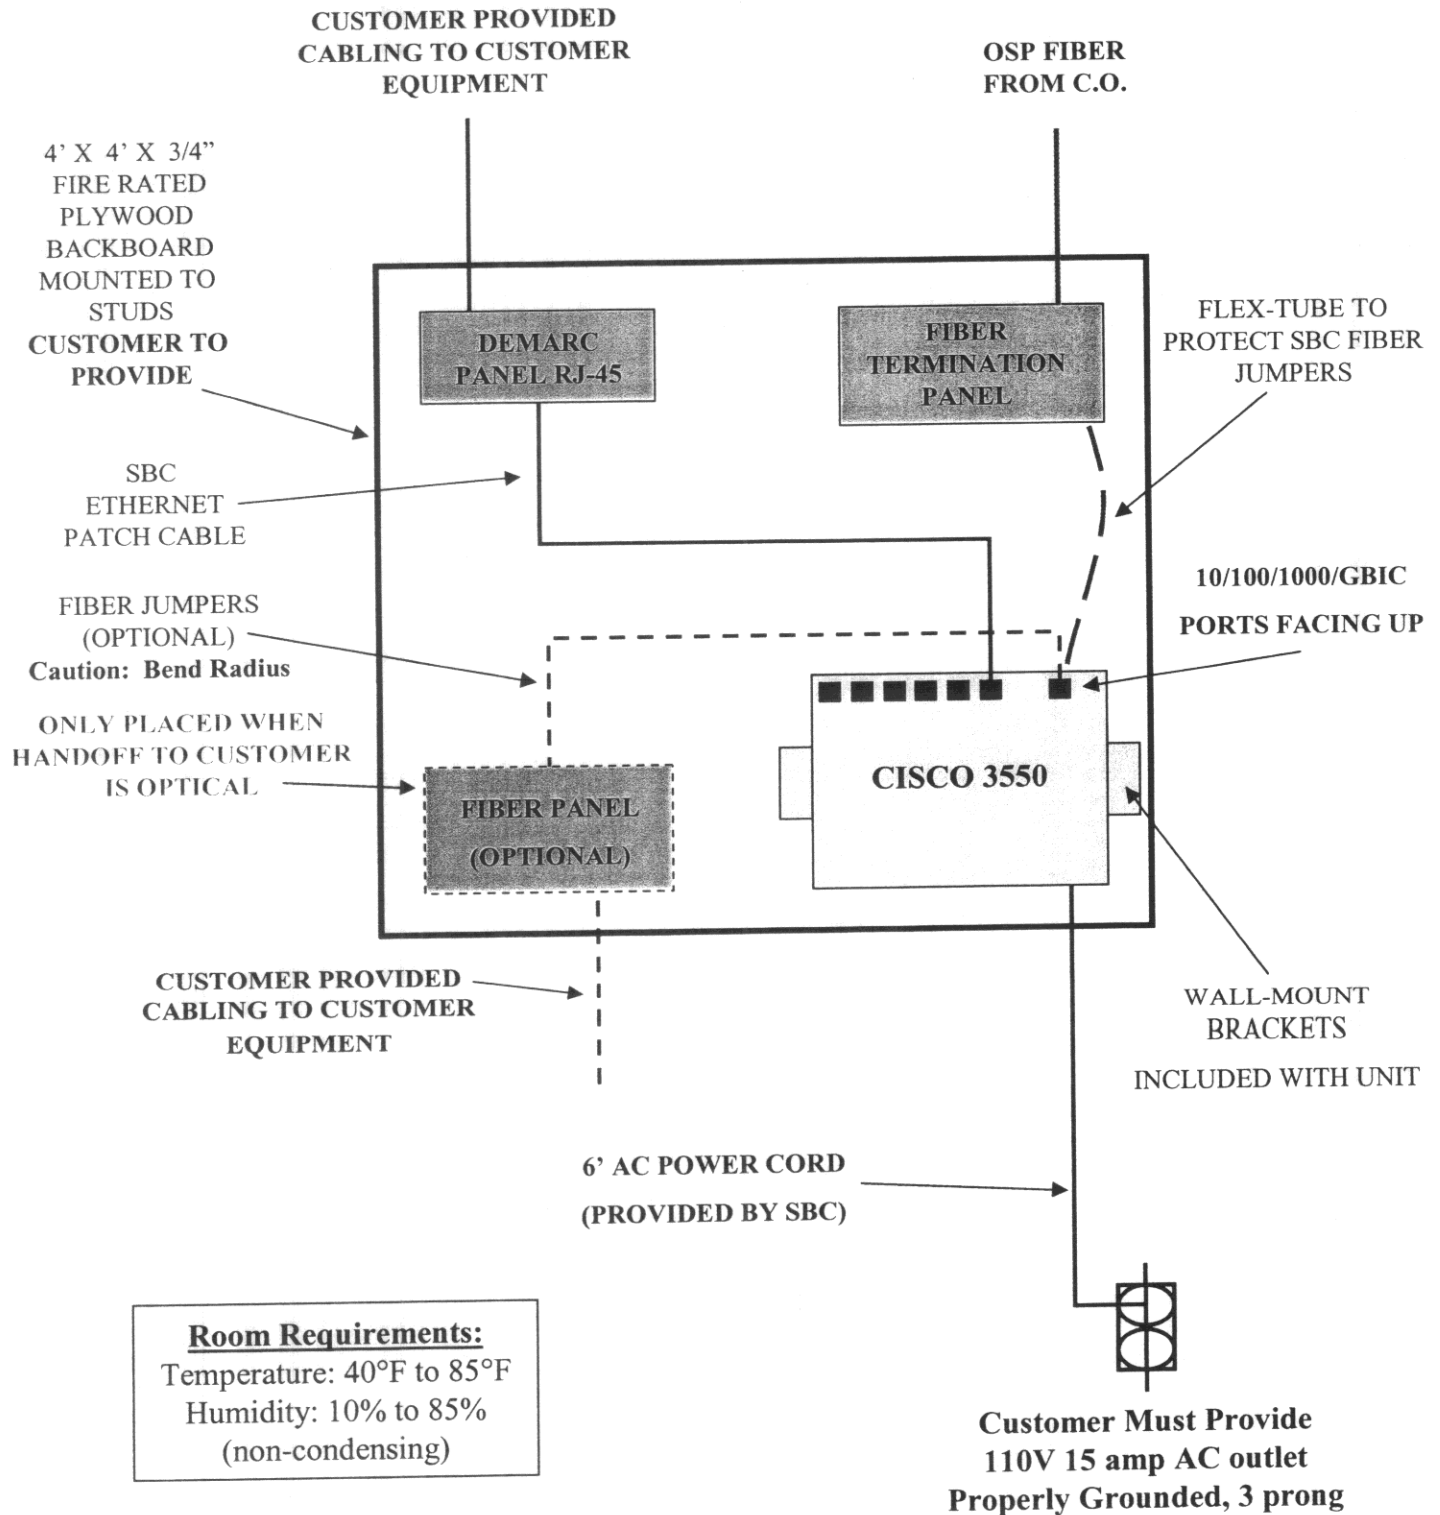 CUSTOMER PROVIDED
CABLING TO CUSTOMER
EQUIPMENT
OSP FIBER
FROM C.O.
4' X 4' X 3/4”
FIRE RATED
PLYWOOD
BACKBOARD
MOUNTED TO
STUDS
CUSTOMER TO
PROVIDE
DEMARC
PANEL RJ-45
FIBER
TERMINATION
PANEL
FLEX-TUBE TO
PROTECT SBC FIBER
JUMPERS
SBC
ETHERNET
PATCH CABLE
10/100/1000/GBIC
PORTS FACING UP
FIBER JUMPERS
(OPTIONAL)
Caution: Bend Radius
ONLY PLACED WHEN
HANDOFF TO CUSTOMER
IS OPTICAL
FIBER PANEL
(OPTIONAL)
CISCO 3550
CUSTOMER PROVIDED
CABLING TO CUSTOMER
EQUIPMENT
WALL-MOUNT
BRACKETS
INCLUDED WITH UNIT
6’ AC POWER CORD
(PROVIDED BY SBC)
Room Requirements:
Temperature: 40°F to 85°F
Humidity: 10% to 85%
(non-condensing)
Customer Must Provide
110V 15 amp AC outlet
Properly Grounded, 3 prong